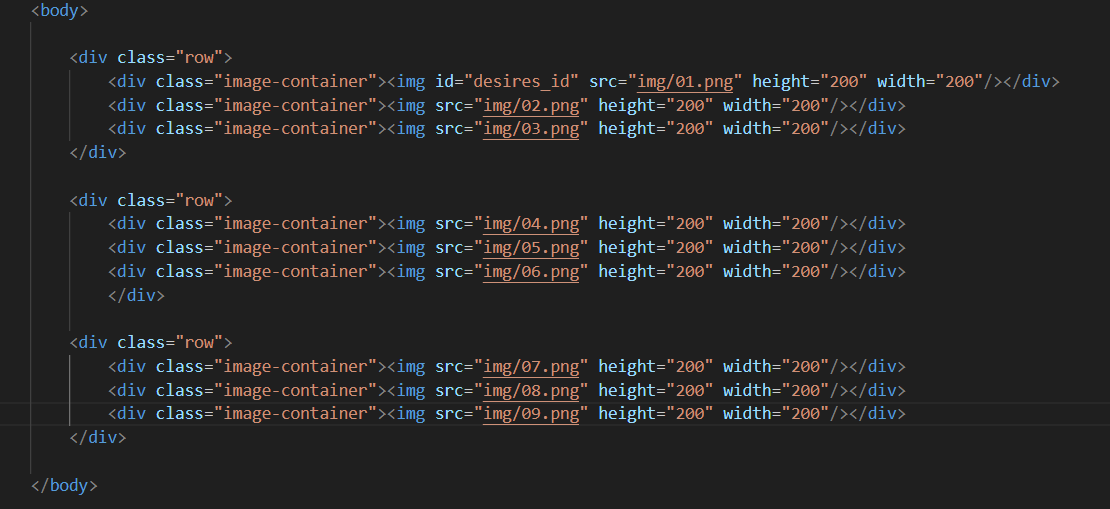 <body>
<div class="row">
<div class="image-container"><img id="desires_id" src="img/01.png" height="200" width="200"/></div>
<div class="image-container"><img src="img/02.png" height="200" width="200"/></div>
<div class="image-container"><img src="img/03.png" height="200" width="200"/></div>
</div>
<div class="row">
<div class="image-container"><img src="img/04.png" height="200" width="200"/></div>
<div class="image-container"><img src="img/05.png" height="200" width="200"/></div>
<div class="image-container"><img src="img/06.png" height="200" width="200"/></div>
</div>
<div class="row">
<div class="image-container"><img src="img/07.png" height="200" width="200"/></div>
<div class="image-container"><img src="img/08.png" height="200" width="200"/></div>
<div class="image-container"><img src="img/09.png" height="200" width="200"/></div>
</div>
</body>